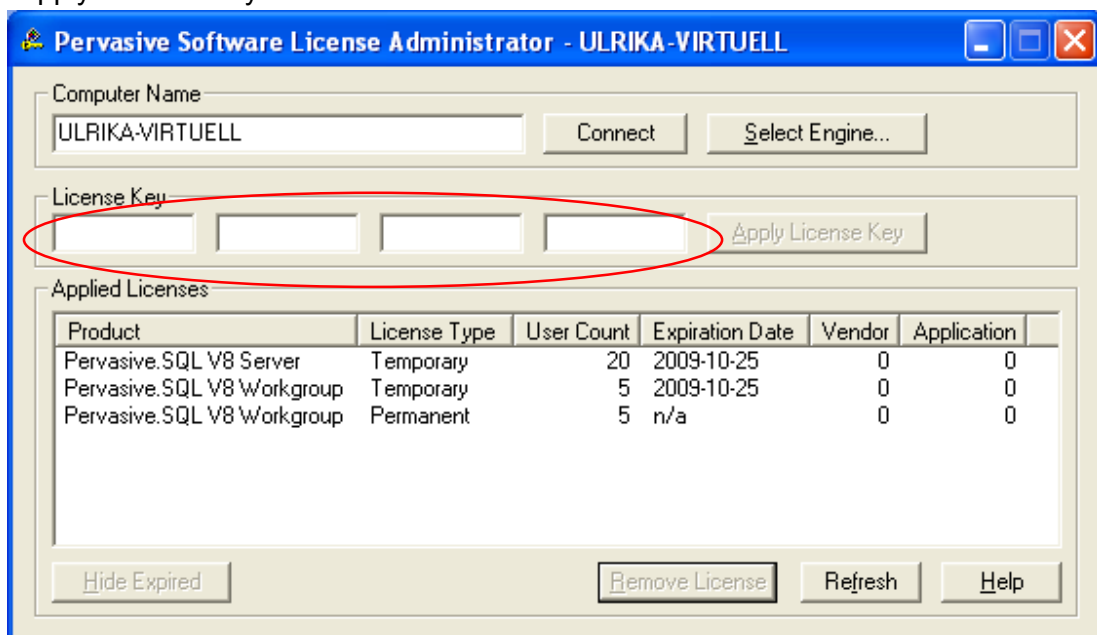 Pervasive Software License Administrator - ULRIKA-VIRTUELL
Computer Name
ULRIKA-VIRTUELL Connect Select Engine...
License Key
Apply License Key
Applied Licenses
Product License Type User Count Expiration Date Vendor Application
Pervasive.SQL V8 Server Temporary 20 2009-10-25 0 0
Pervasive.SQL V8 Workgroup Temporary 5 2009-10-25 0 0
Pervasive.SQL V8 Workgroup Permanent 5 n/a 0 0
Hide Expired Remove License Refresh Help